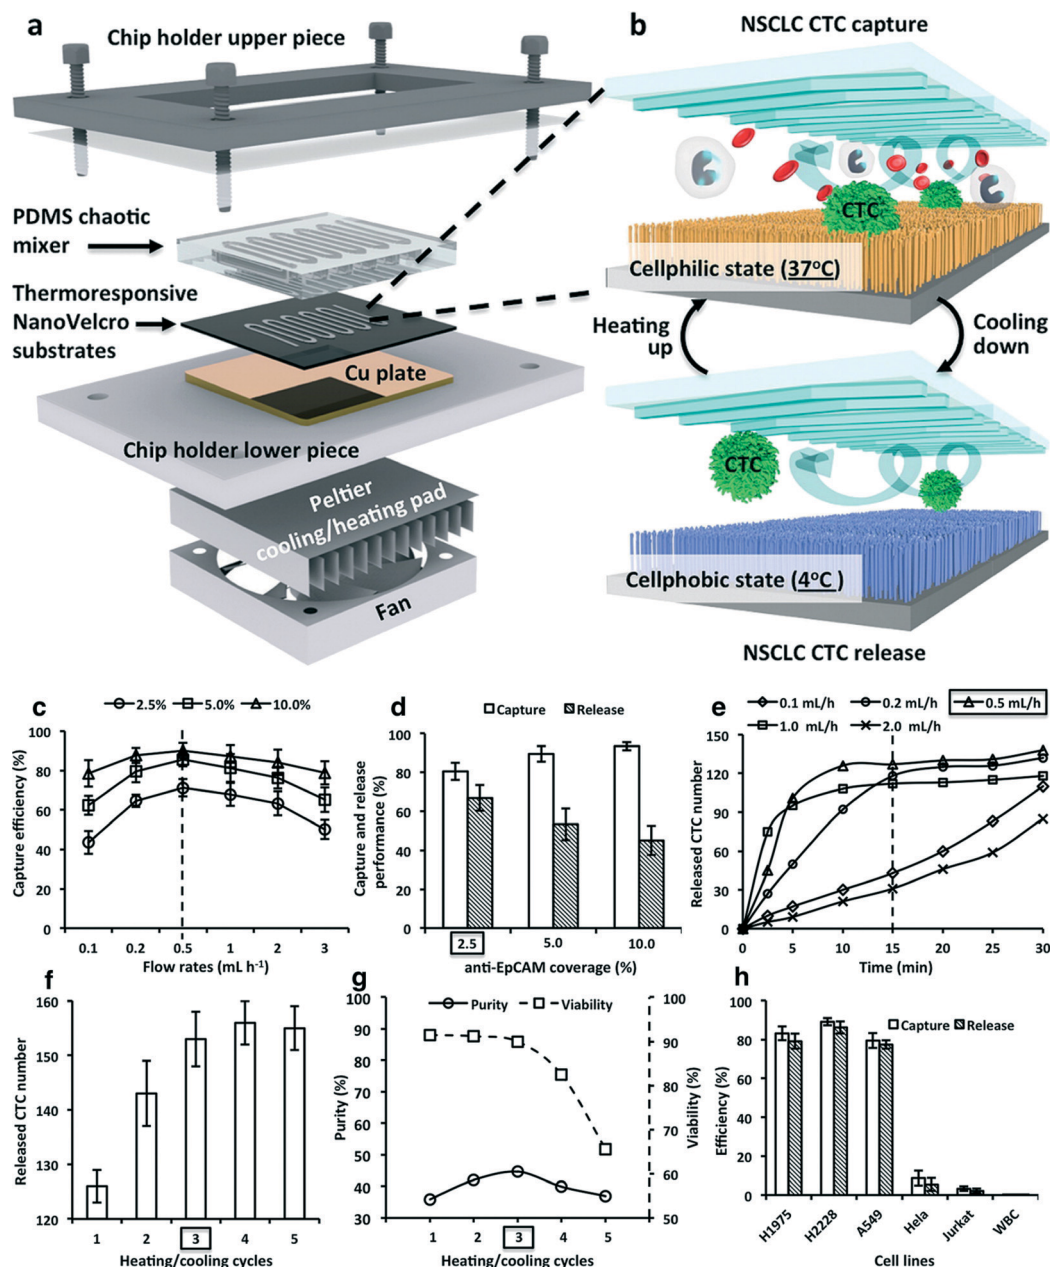 a
Chip holder upper piece
PDMS chaotic
mixer
Thermoresponsive
NanoVelcro
substrates
Cu plate
Chip holder lower piece
Peltier
cooling/heating pad
Fan
b
NSCLC CTC capture
CTC
Cellphilic state (37°C)
Heating
up
Cooling
down
CTC
Cellphobic state (4°C )
NSCLC CTC release
c
2.5% 5.0% 10.0%
Capture efficiency (%)
100
80
60
40
20
0
0.1 0.2 0.5 1 2 3
Flow rates (mL h-1)
d
Capture Release
Capture and release
performance (%)
100
80
60
40
20
0
2.5 5.0 10.0
anti-EpCAM coverage (%)
e
0.1 mL/h 0.2 mL/h 0.5 mL/h
1.0 mL/h 2.0 mL/h
Released CTC number
150
120
90
60
30
0
0 5 10 15 20 25 30
Time (min)
f
Released CTC number
160
150
140
130
120
1 2 3 4 5
Heating/cooling cycles
g
Purity Viability
Purity (%)
100
90
80
70
60
50
40
30
100
90
80
70
60
50
Viability (%)
1 2 3 4 5
Heating/cooling cycles
h
Capture Release
Efficiency (%)
100
80
60
40
20
0
H1975 H2228 A549 Hela Jurkat WBC
Cell lines